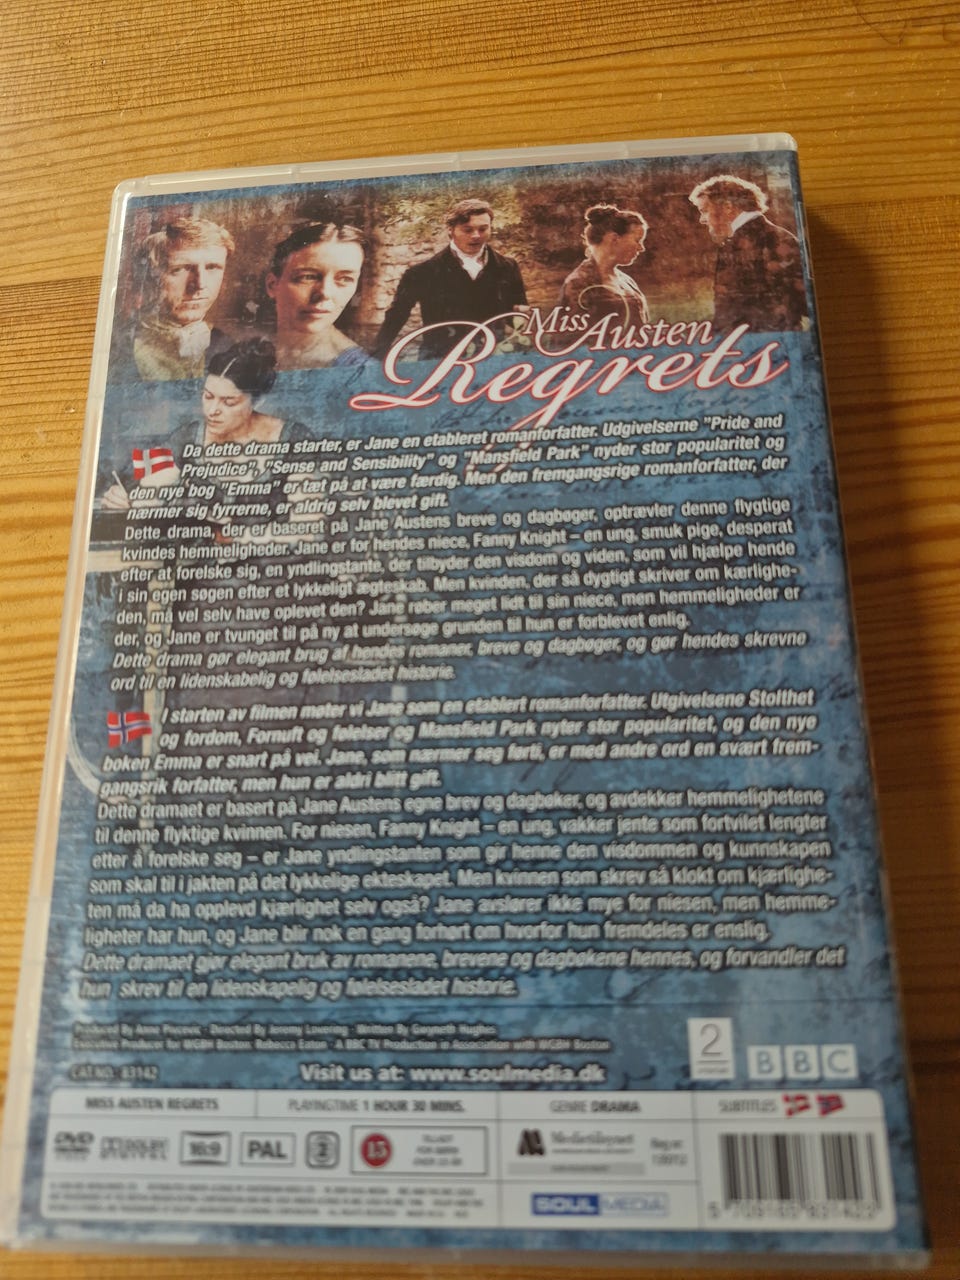 Miss Austen
Regrets
Da dette drama starter, er Jane en etableret romanforfatter. Udgivelserne "Pride and
Prejudice", "Sense and Sensibility" og "Mansfield Park" nyder stor popularitet og
den nye bog "Emma" er tæt på at være færdig. Men den fremgangsrige romanforfatter, der
nærmer sig fyrrerne, er aldrig selv blevet gift.
Dette drama, der er baseret på Jane Austens breve og dagbøger, optrævler denne flygtige
kvindes hemmeligheder. Jane er for hendes niece, Fanny Knight – en ung, smuk pige, desperat
efter at forelske sig, en yndlingstante, der tilbyder den visdom og viden, som vil hjælpe hende
i sin egen søgen efter et lykkeligt ægteskab. Men kvinden, der så dygtigt skriver om kærlighe-
den, må vel selv have oplevet den? Jane røber meget lidt til sin niece, men hemmeligheder er
der, og Jane er tvunget til på ny at undersøge grunden til hun er forblevet enlig.
Dette drama gør elegant brug af hendes romaner, breve og dagbøger, og gør hendes skrevne
ord til en lidenskabelig og følelsesladet historie.
I starten av filmen møter vi Jane som en etablert romanforfatter. Utgivelsene Stolthet
og fordom, Fornuft og følelser og Mansfield Park nyter stor popularitet, og den nye
boken Emma er snart på vei. Jane, som nærmer seg førti, er med andre ord en svært frem-
gangsrik forfatter, men hun er aldri blitt gift.
Dette dramaet er basert på Jane Austens egne brev og dagbøker, og avdekker hemmelighetene
til denne flyktige kvinnen. For niesen, Fanny Knight – en ung, vakker jente som fortvilet lengter
etter å forelske seg – er Jane yndlingstanten som gir henne den visdommen og kunnskapen
som skal til i jakten på det lykkelige ekteskapet. Men kvinnen som skrev så klokt om kjærlighe-
ten må da ha opplevd kjærlighet selv også? Jane avslører ikke mye for niesen, men hemme-
ligheter har hun, og Jane blir nok en gang forhørt om hvorfor hun fremdeles er enslig.
Dette dramaet gjør elegant bruk av romanene, brevene og dagbøkene hennes, og forvandler det
hun skrev til en lidenskapelig og følelsesladet historie.
Produced By Anne Pivcevic · Directed By Jeremy Lovering · Written By Gwyneth Hughes
Executive Producer for WGBH Boston: Rebecca Eaton · A BBC TV Production in Association with WGBH Boston
2
BBC
CAT.NO.: 83142
Visit us at: www.soulmedia.dk
MISS AUSTEN REGRETS
PLAYINGTIME 1 HOUR 30 MINS.
GENRE DRAMA
SUBTITLES
DVD
DOLBY
DIGITAL
16:9
PAL
2
15
TILLADT
FOR BØRN
OVER 15 ÅR
Medietilsynet
SOUL MEDIA
5 709165 831423